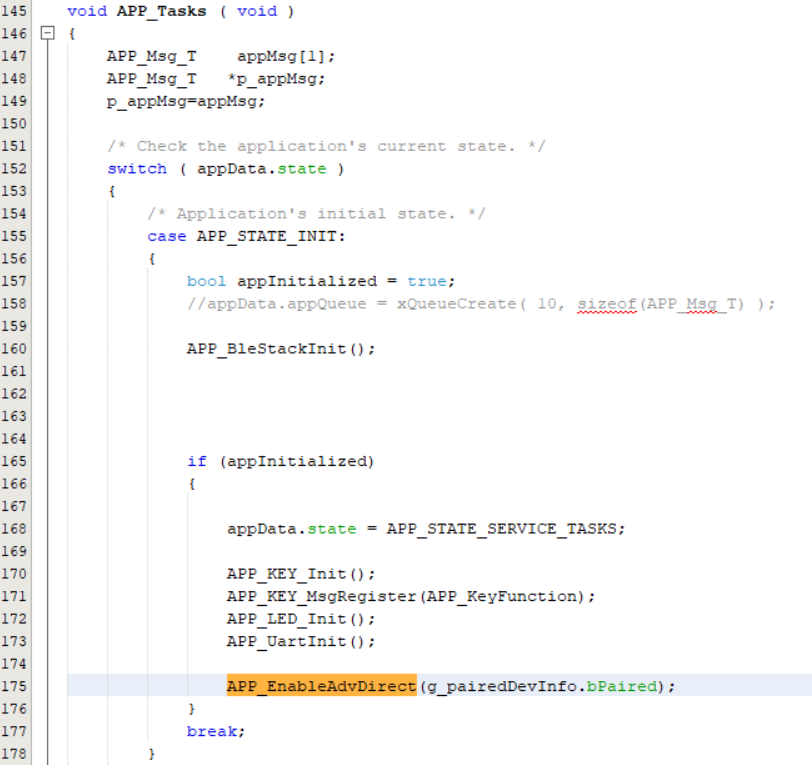 145 void APP_Tasks ( void )
146 {
147 APP_Msg_T    appMsg[1];
148 APP_Msg_T   *p_appMsg;
149 p_appMsg=appMsg;
150
151 /* Check the application's current state. */
152 switch ( appData.state )
153 {
154 /* Application's initial state. */
155 case APP_STATE_INIT:
156 {
157 bool appInitialized = true;
158 //appData.appQueue = xQueueCreate( 10, sizeof(APP_Msg_T) );
159
160 APP_BleStackInit();
161
162
163
164
165 if (appInitialized)
166 {
167
168 appData.state = APP_STATE_SERVICE_TASKS;
169
170 APP_KEY_Init();
171 APP_KEY_MsgRegister(APP_KeyFunction);
172 APP_LED_Init();
173 APP_UartInit();
174
175 APP_EnableAdvDirect(g_pairedDevInfo.bPaired);
176 }
177 break;
178 }